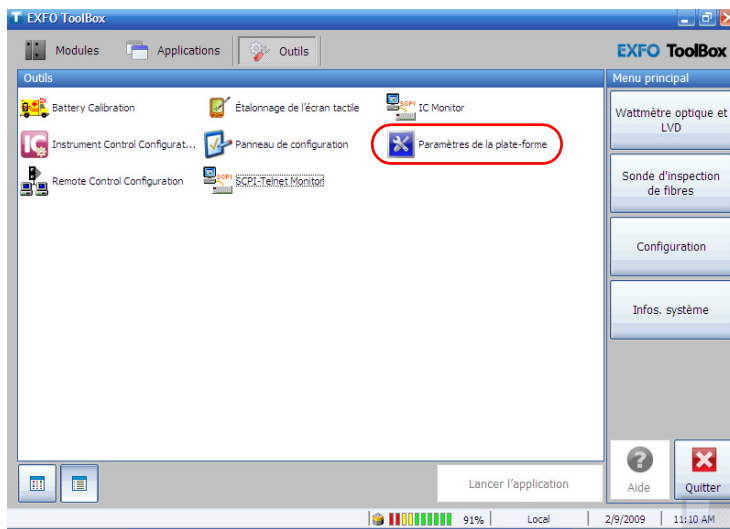 EXFO ToolBox
Modules
Applications
Outils
EXFO ToolBox
Outils
Menu principal
Battery Calibration
Étalonnage de l'écran tactile
SCPI
IC Monitor
Instrument Control Configurat...
Panneau de configuration
Paramètres de la plate-forme
Remote Control Configuration
SCPI
SCPI-Telnet Monitor
Wattmètre optique et
LVD
Sonde d'inspection
de fibres
Configuration
Infos. système
Lancer l'application
Aide
Quitter
91%
Local
2/9/2009
11:10 AM